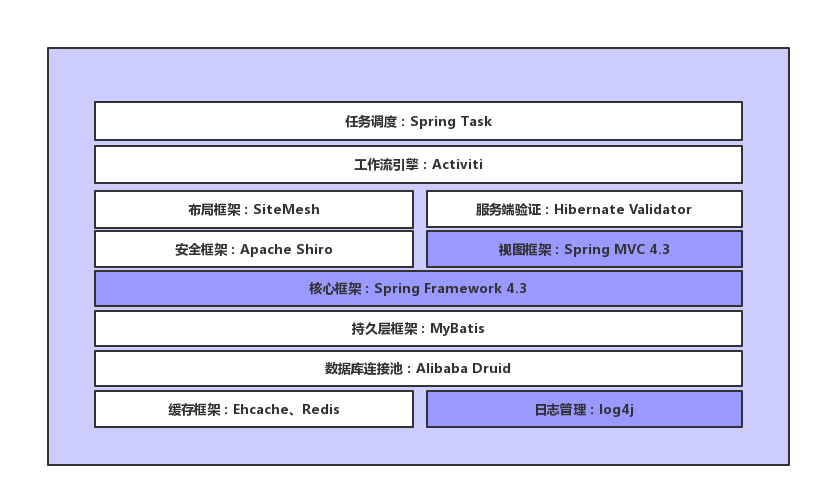 任务调度：Spring Task
工作流引擎：Activiti
布局框架：SiteMesh
服务端验证：Hibernate Validator
安全框架：Apache Shiro
视图框架：Spring MVC 4.3
核心框架：Spring Framework 4.3
持久层框架：MyBatis
数据库连接池：Alibaba Druid
缓存框架：Ehcache、Redis
日志管理：log4j